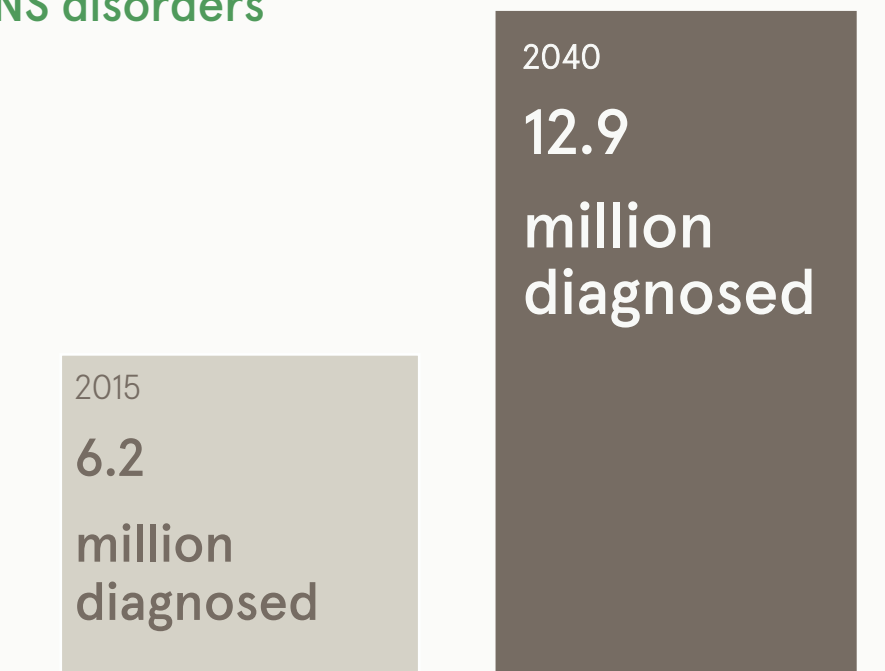 NS disorders
2040
12.9
million
diagnosed
2015
6.2
million
diagnosed